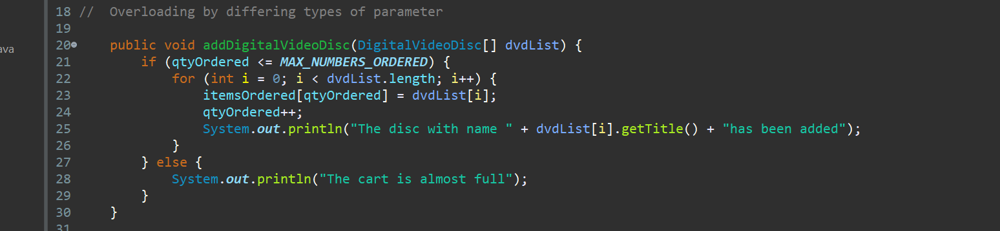 18 //  Overloading by differing types of parameter
19
ava
20 public void addDigitalVideoDisc(DigitalVideoDisc[] dvdList) {
21 if (qtyOrdered <= MAX_NUMBERS_ORDERED) {
22 for (int i = 0; i < dvdList.length; i++) {
23 itemsOrdered[qtyOrdered] = dvdList[i];
24 qtyOrdered++;
25 System.out.println("The disc with name " + dvdList[i].getTitle() + "has been added");
26 }
27 } else {
28 System.out.println("The cart is almost full");
29 }
30 }
31